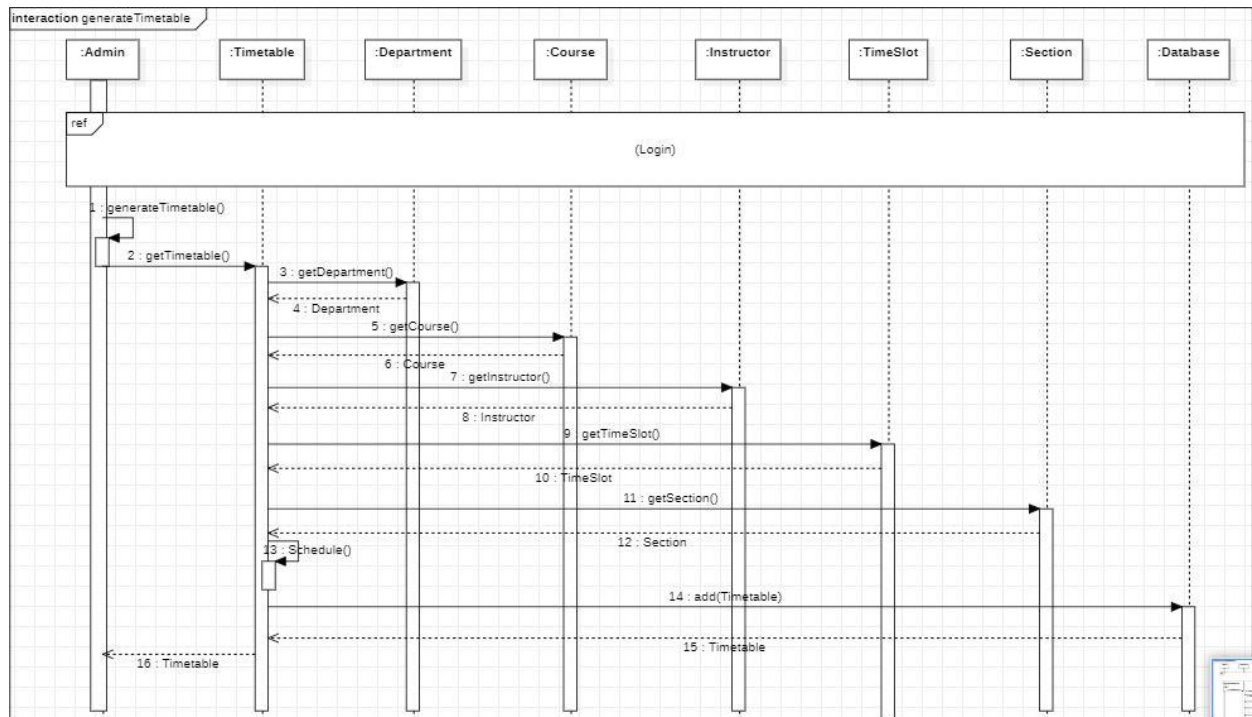 interaction generateTimetable
:Admin
:Timetable
:Department
:Course
:Instructor
:TimeSlot
:Section
:Database
ref
(Login)
1 : generateTimetable()
2 : getTimetable()
3 : getDepartment()
4 : Department
5 : getCourse()
6 : Course
7 : getInstructor()
8 : Instructor
9 : getTimeSlot()
10 : TimeSlot
11 : getSection()
12 : Section
13 : Schedule()
14 : add(Timetable)
15 : Timetable
16 : Timetable